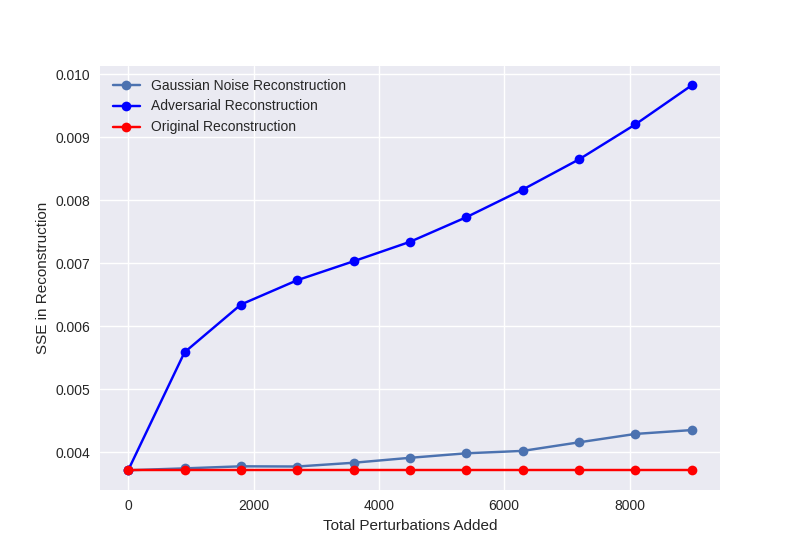 Gaussian Noise Reconstruction
Adversarial Reconstruction
Original Reconstruction
0.010
0.009
0.008
0.007
0.006
0.005
0.004
SSE in Reconstruction
0 2000 4000 6000 8000
Total Perturbations Added